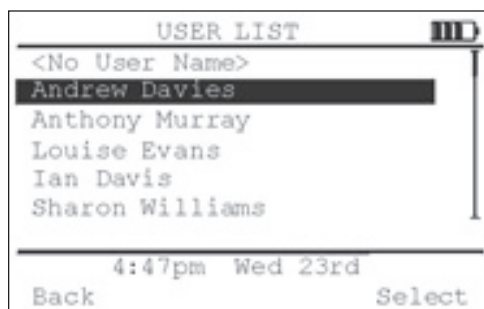 USER LIST
<No User Name>
Andrew Davies
Anthony Murray
Louise Evans
Ian Davis
Sharon Williams
4:47pm Wed 23rd
Back Select